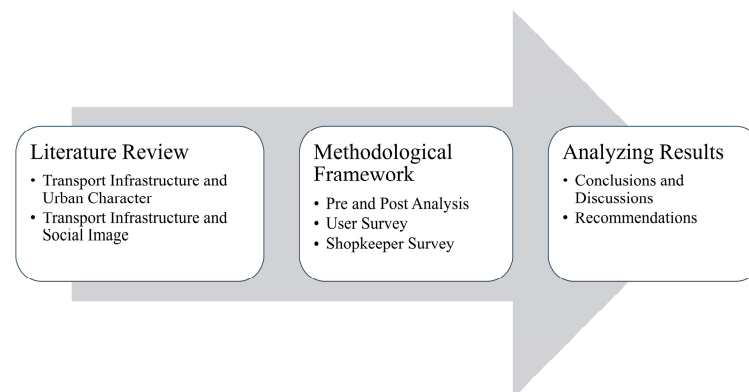 Literature Review
• Transport Infrastructure and
Urban Character
• Transport Infrastructure and
Social Image
Methodological
Framework
• Pre and Post Analysis
• User Survey
• Shopkeeper Survey
Analyzing Results
• Conclusions and
Discussions
• Recommendations